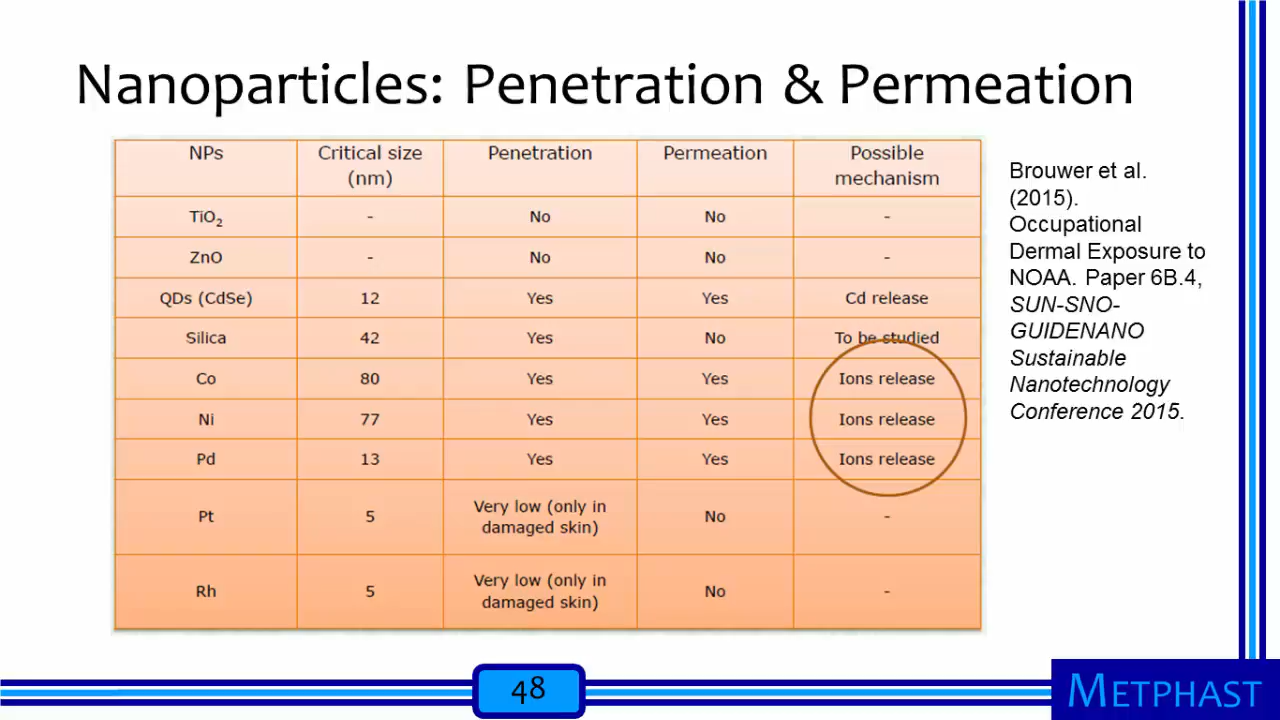 Nanoparticles: Penetration & Permeation
NPs Critical size (nm) Penetration Permeation Possible mechanism
TiO₂ - No No -
ZnO - No No -
QDs (CdSe) 12 Yes Yes Cd release
Silica 42 Yes No To be studied
Co 80 Yes Yes Ions release
Ni 77 Yes Yes Ions release
Pd 13 Yes Yes Ions release
Pt 5 Very low (only in damaged skin) No -
Rh 5 Very low (only in damaged skin) No -
Brouwer et al.
(2015).
Occupational
Dermal Exposure to
NOAA. Paper 6B.4,
SUN-SNO-
GUIDENANO
Sustainable
Nanotechnology
Conference 2015.
48
METPHAST